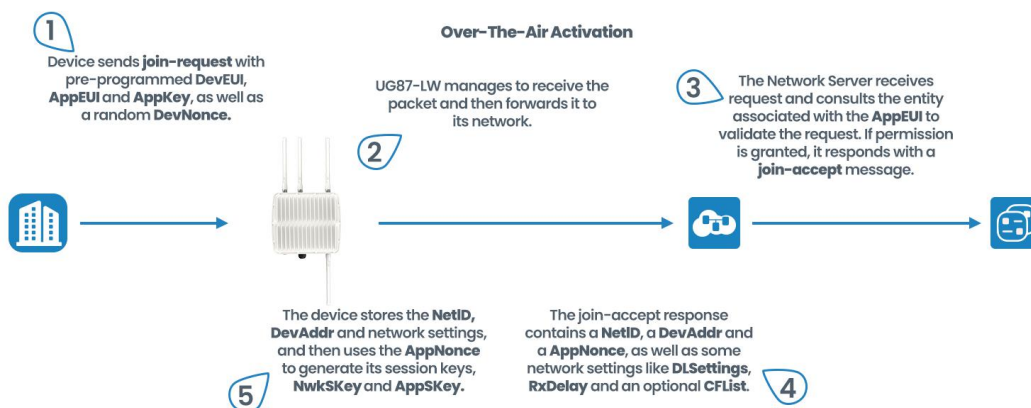 Over-The-Air Activation
1
Device sends join-request with
pre-programmed DevEUI,
AppEUI and AppKey, as well as
a random DevNonce.
UG87-LW manages to receive the
packet and then forwards it to
its network.
2
3
The Network Server receives
request and consults the entity
associated with the AppEUI to
validate the request. If permission
is granted, it responds with a
join-accept message.
The join-accept response
contains a NetID, a DevAddr and
a AppNonce, as well as some
network settings like DLSettings,
RxDelay and an optional CFList.
4
The device stores the NetID,
DevAddr and network settings,
and then uses the AppNonce
to generate its session keys,
NwkSKey and AppSKey.
5